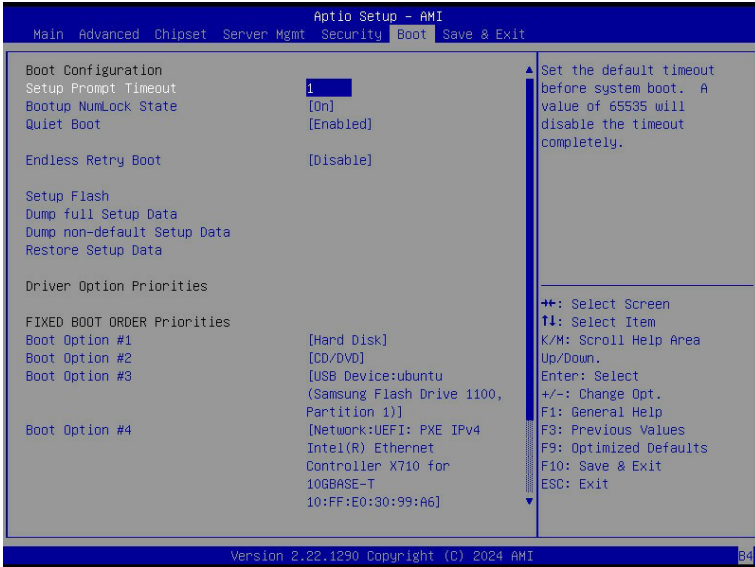 Aptio Setup - AMI
Main Advanced Chipset Server Mgmt Security Boot Save & Exit
Boot Configuration
Setup Prompt Timeout 1
Bootup NumLock State [On]
Quiet Boot [Enabled]
Endless Retry Boot [Disable]
Setup Flash
Dump full Setup Data
Dump non-default Setup Data
Restore Setup Data
Driver Option Priorities
FIXED BOOT ORDER Priorities
Boot Option #1 [Hard Disk]
Boot Option #2 [CD/DVD]
Boot Option #3 [USB Device:ubuntu
(Samsung Flash Drive 1100,
Partition 1)]
Boot Option #4 [Network:UEFI: PXE IPv4
Intel(R) Ethernet
Controller X710 for
10GBASE-T
10:FF:E0:30:99:A6]
Set the default timeout
before system boot. A
value of 65535 will
disable the timeout
completely.
→←: Select Screen
↑↓: Select Item
K/M: Scroll Help Area
Up/Down.
Enter: Select
+/-: Change Opt.
F1: General Help
F3: Previous Values
F9: Optimized Defaults
F10: Save & Exit
ESC: Exit
Version 2.22.1290 Copyright (C) 2024 AMI
B4